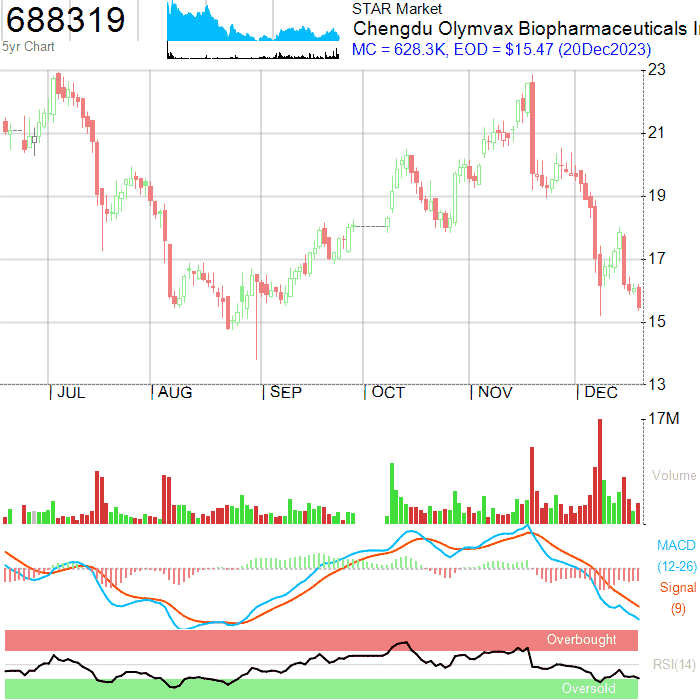 688319
5yr Chart
STAR Market
Chengdu Olymvax Biopharmaceuticals I
MC = 628.3K, EOD = $15.47 (20Dec2023)
23
21
19
17
15
13
JUL AUG SEP OCT NOV DEC
17M
Volume
MACD
(12-26)
Signal
(9)
Overbought
RSI(14)
Oversold